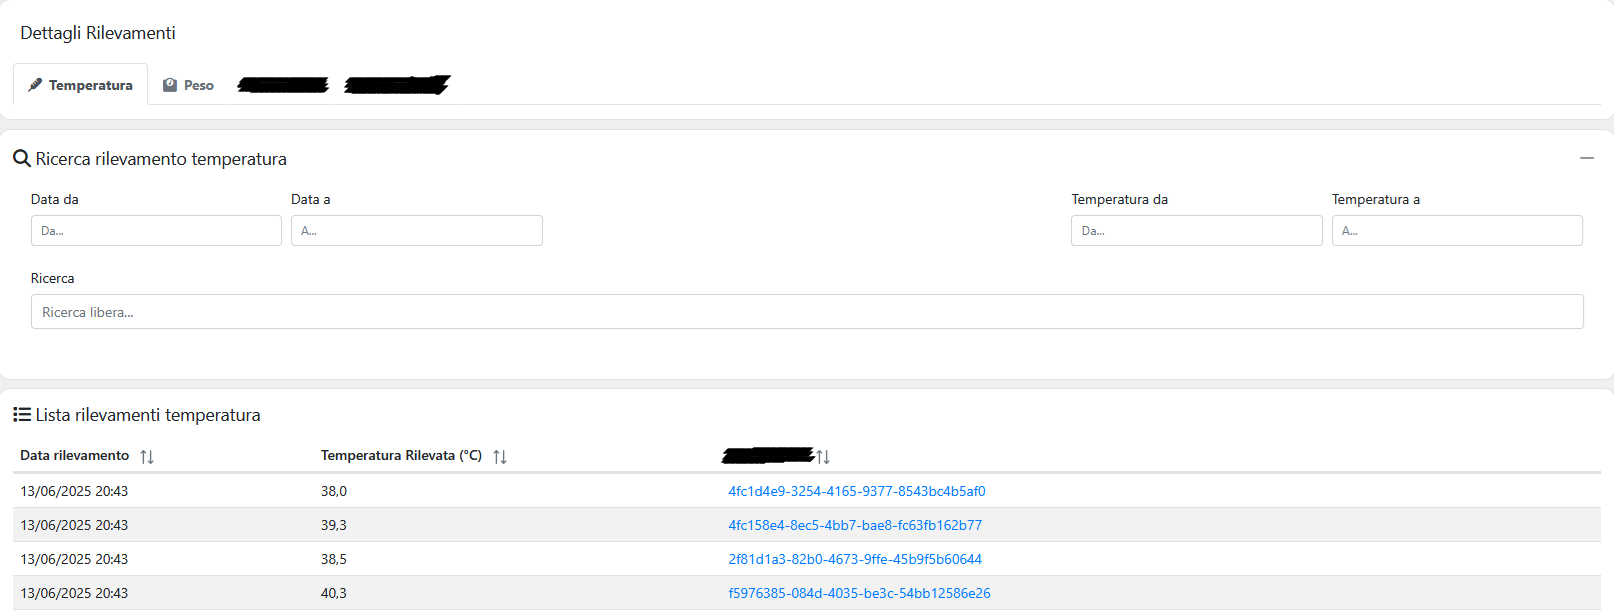 Dettagli Rilevamenti
Temperatura Peso
Ricerca rilevamento temperatura
Data da Data a Temperatura da Temperatura a
Da... A... Da... A...
Ricerca
Ricerca libera...
Lista rilevamenti temperatura
Data rilevamento Temperatura Rilevata (°C)
13/06/2025 20:43 38,0 4fc1d4e9-3254-4165-9377-8543bc4b5af0
13/06/2025 20:43 39,3 4fc158e4-8ec5-4bb7-bae8-fc63fb162b77
13/06/2025 20:43 38,5 2f81d1a3-82b0-4673-9ffe-45b9f5b60644
13/06/2025 20:43 40,3 f5976385-084d-4035-be3c-54bb12586e26